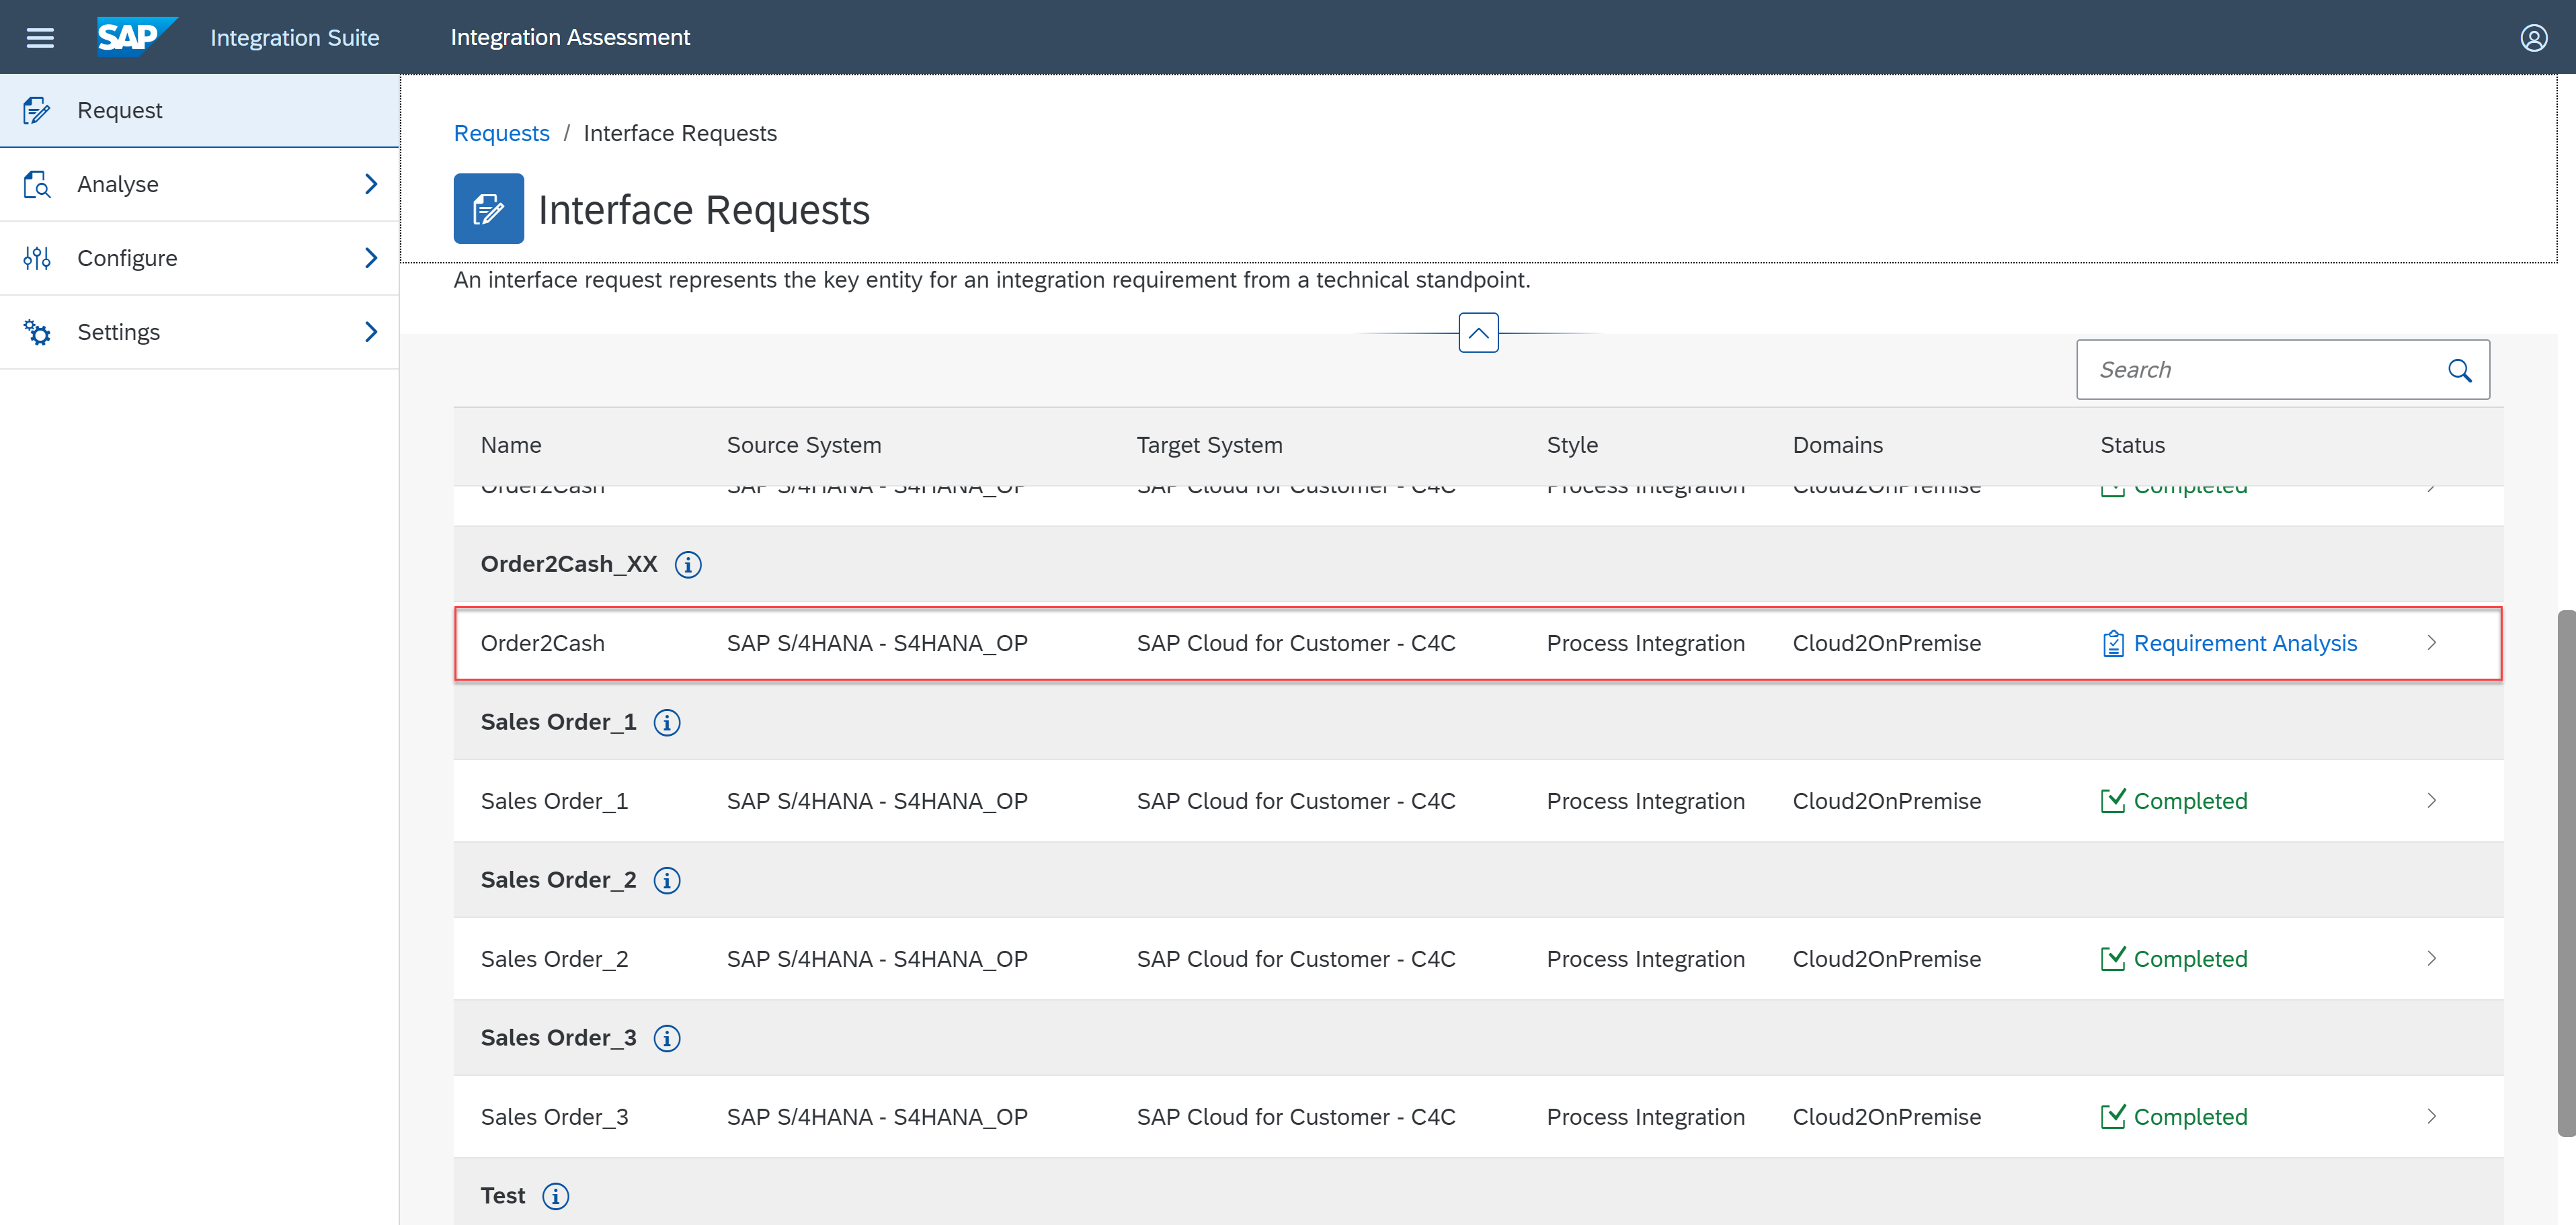 SAP Integration Suite Integration Assessment
Request
Analyse
Configure
Settings
Requests / Interface Requests
Interface Requests
An interface request represents the key entity for an integration requirement from a technical standpoint.
Search
Name Source System Target System Style Domains Status
Order2Cash SAP S/4HANA - S4HANA_OP SAP Cloud for Customer - C4C Process Integration Cloud2OnPremise Completed
Order2Cash_XX
Order2Cash SAP S/4HANA - S4HANA_OP SAP Cloud for Customer - C4C Process Integration Cloud2OnPremise Requirement Analysis
Sales Order_1
Sales Order_1 SAP S/4HANA - S4HANA_OP SAP Cloud for Customer - C4C Process Integration Cloud2OnPremise Completed
Sales Order_2
Sales Order_2 SAP S/4HANA - S4HANA_OP SAP Cloud for Customer - C4C Process Integration Cloud2OnPremise Completed
Sales Order_3
Sales Order_3 SAP S/4HANA - S4HANA_OP SAP Cloud for Customer - C4C Process Integration Cloud2OnPremise Completed
Test